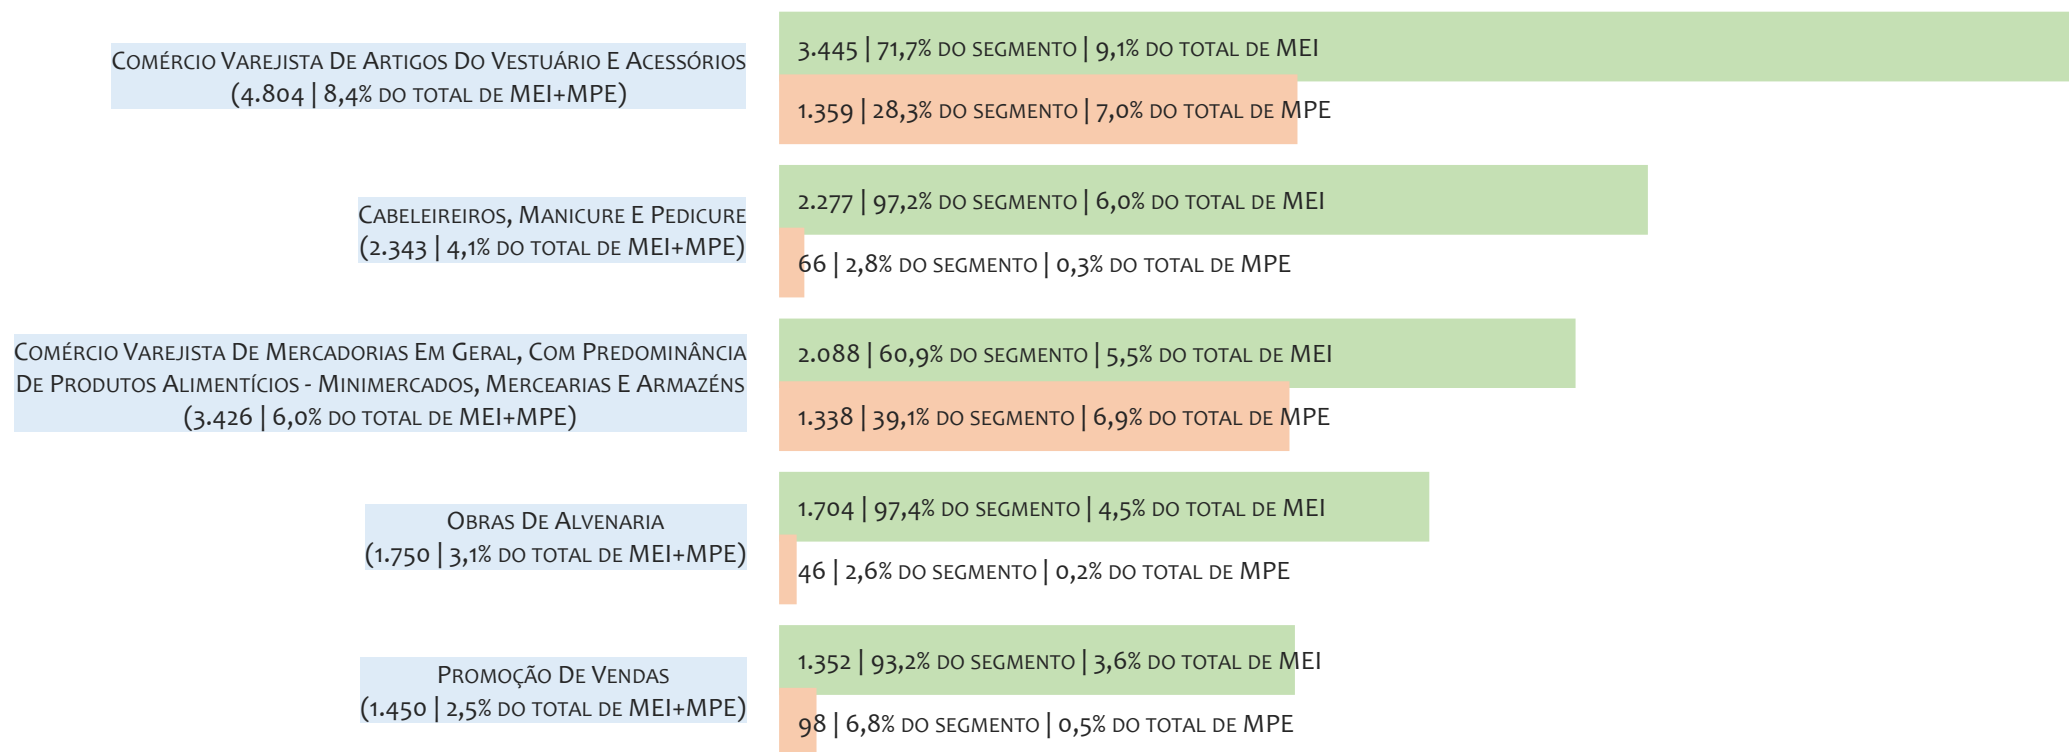 Comércio Varejista De Artigos Do Vestuário E Acessórios
(4.804 | 8,4% do total de MEI+MPE)
3.445 | 71,7% do segmento | 9,1% do total de MEI
1.359 | 28,3% do segmento | 7,0% do total de MPE
Cabeleireiros, Manicure E Pedicure
(2.343 | 4,1% do total de MEI+MPE)
2.277 | 97,2% do segmento | 6,0% do total de MEI
66 | 2,8% do segmento | 0,3% do total de MPE
Comércio Varejista De Mercadorias Em Geral, Com Predominância
De Produtos Alimentícios - Minimercados, Mercearias E Armazéns
(3.426 | 6,0% do total de MEI+MPE)
2.088 | 60,9% do segmento | 5,5% do total de MEI
1.338 | 39,1% do segmento | 6,9% do total de MPE
Obras De Alvenaria
(1.750 | 3,1% do total de MEI+MPE)
1.704 | 97,4% do segmento | 4,5% do total de MEI
46 | 2,6% do segmento | 0,2% do total de MPE
Promoção De Vendas
(1.450 | 2,5% do total de MEI+MPE)
1.352 | 93,2% do segmento | 3,6% do total de MEI
98 | 6,8% do segmento | 0,5% do total de MPE